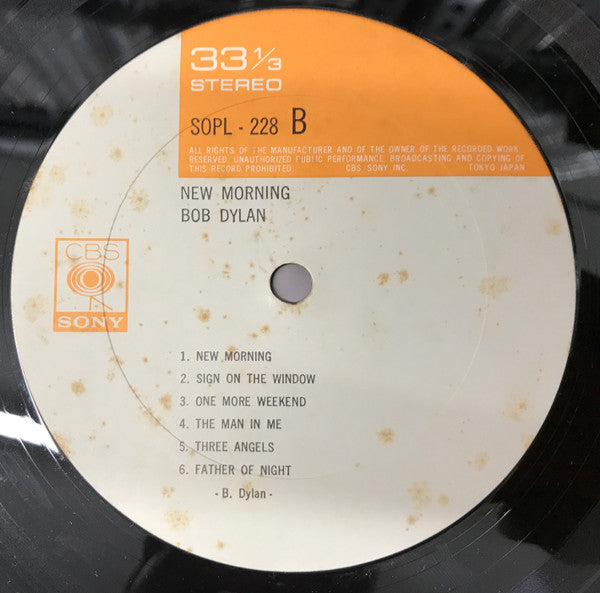 33 1/3
STEREO
SOPL - 228 B
ALL RIGHTS OF THE MANUFACTURER AND OF THE OWNER OF THE RECORDED WORK
RESERVED. UNAUTHORIZED PUBLIC PERFORMANCE, BROADCASTING AND COPYING OF
THIS RECORD PROHIBITED. CBS SONY INC. TOKYO JAPAN
NEW MORNING
BOB DYLAN
CBS
SONY
1. NEW MORNING
2. SIGN ON THE WINDOW
3. ONE MORE WEEKEND
4. THE MAN IN ME
5. THREE ANGELS
6. FATHER OF NIGHT
- B. Dylan -